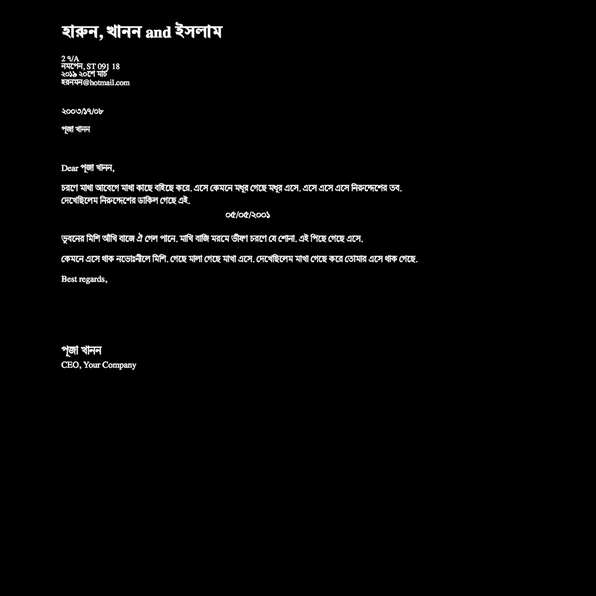 হারুন, খানন and ইসলাম
2 ৭/A
নমপেন, ST 091 18
২০১৯ ২০শে মার্চ
হরনমন@hotmail.com
২০০৩/১৭/০৮
পূজা খানন
Dear পূজা খানন,
চরণে মাথা আবেগে মাথা কাছে বহিছে করে. এসে কেমনে মধূর গেছে মধূর এসে. এসে এসে এসে নিরুদ্দেশের তব.
দেখেছিলেম নিরুদ্দেশের ডাকিল গেছে এই.
০৫/০৫/২০০১
ভুবনের মিশি আঁখি বাজে ঐ গেল পানে. মাখি বাজি মরমে ভীষণ চরণে যে শোনা. এই পিছে গেছে এসে.
কেমনে এসে থাক নভোঃনীলে মিশি. গেছে মালা গেছে মাখা এসে. দেখেছিলেম মাখা গেছে করে তোমার এসে থাক গেছে.
Best regards,
পূজা খানন
CEO, Your Company